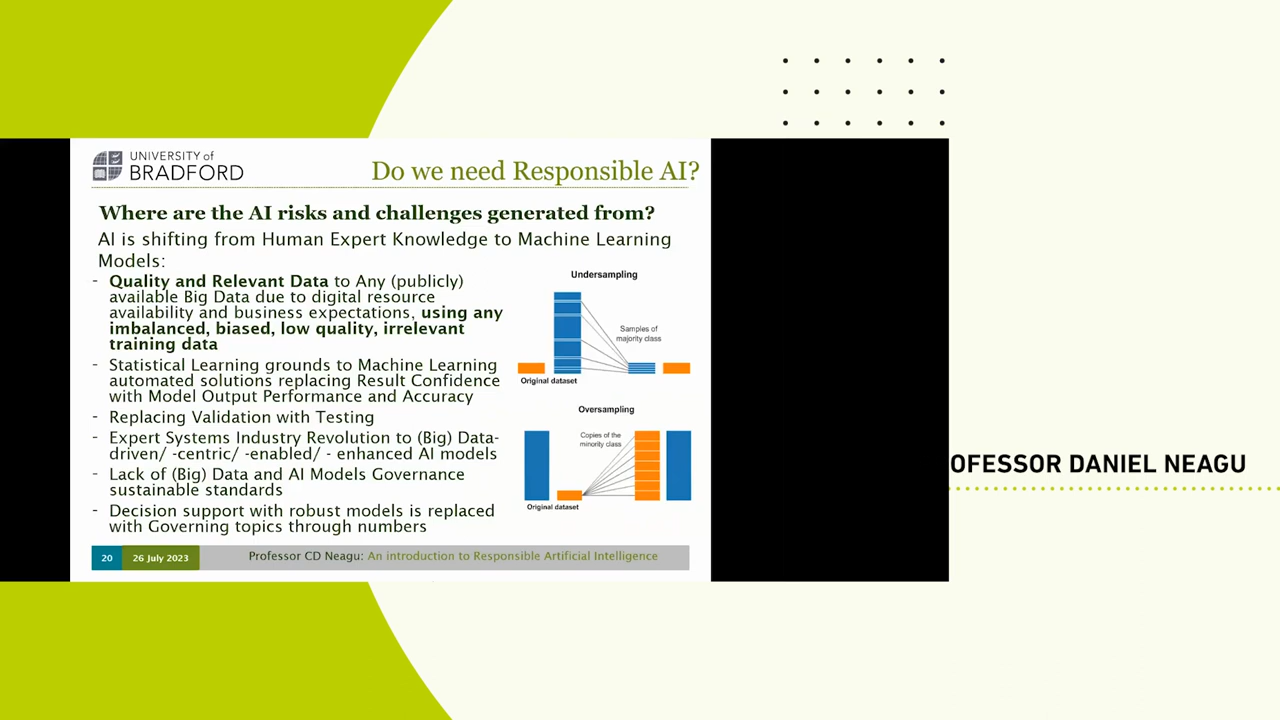 UNIVERSITY of
BRADFORD
Do we need Responsible AI?
Where are the AI risks and challenges generated from?
AI is shifting from Human Expert Knowledge to Machine Learning
Models:
- Quality and Relevant Data to Any (publicly)
available Big Data due to digital resource
availability and business expectations, using any
imbalanced, biased, low quality, irrelevant
training data
- Statistical Learning grounds to Machine Learning
automated solutions replacing Result Confidence
with Model Output Performance and Accuracy
- Replacing Validation with Testing
- Expert Systems Industry Revolution to (Big) Data-
driven/ -centric/ -enabled/ - enhanced AI models
- Lack of (Big) Data and AI Models Governance
sustainable standards
- Decision support with robust models is replaced
with Governing topics through numbers
Undersampling
Samples of
majority class
Original dataset
Oversampling
Copies of the
minority class
Original dataset
20
26 July 2023
Professor CD Neagu: An introduction to Responsible Artificial Intelligence
OFESSOR DANIEL NEAGU